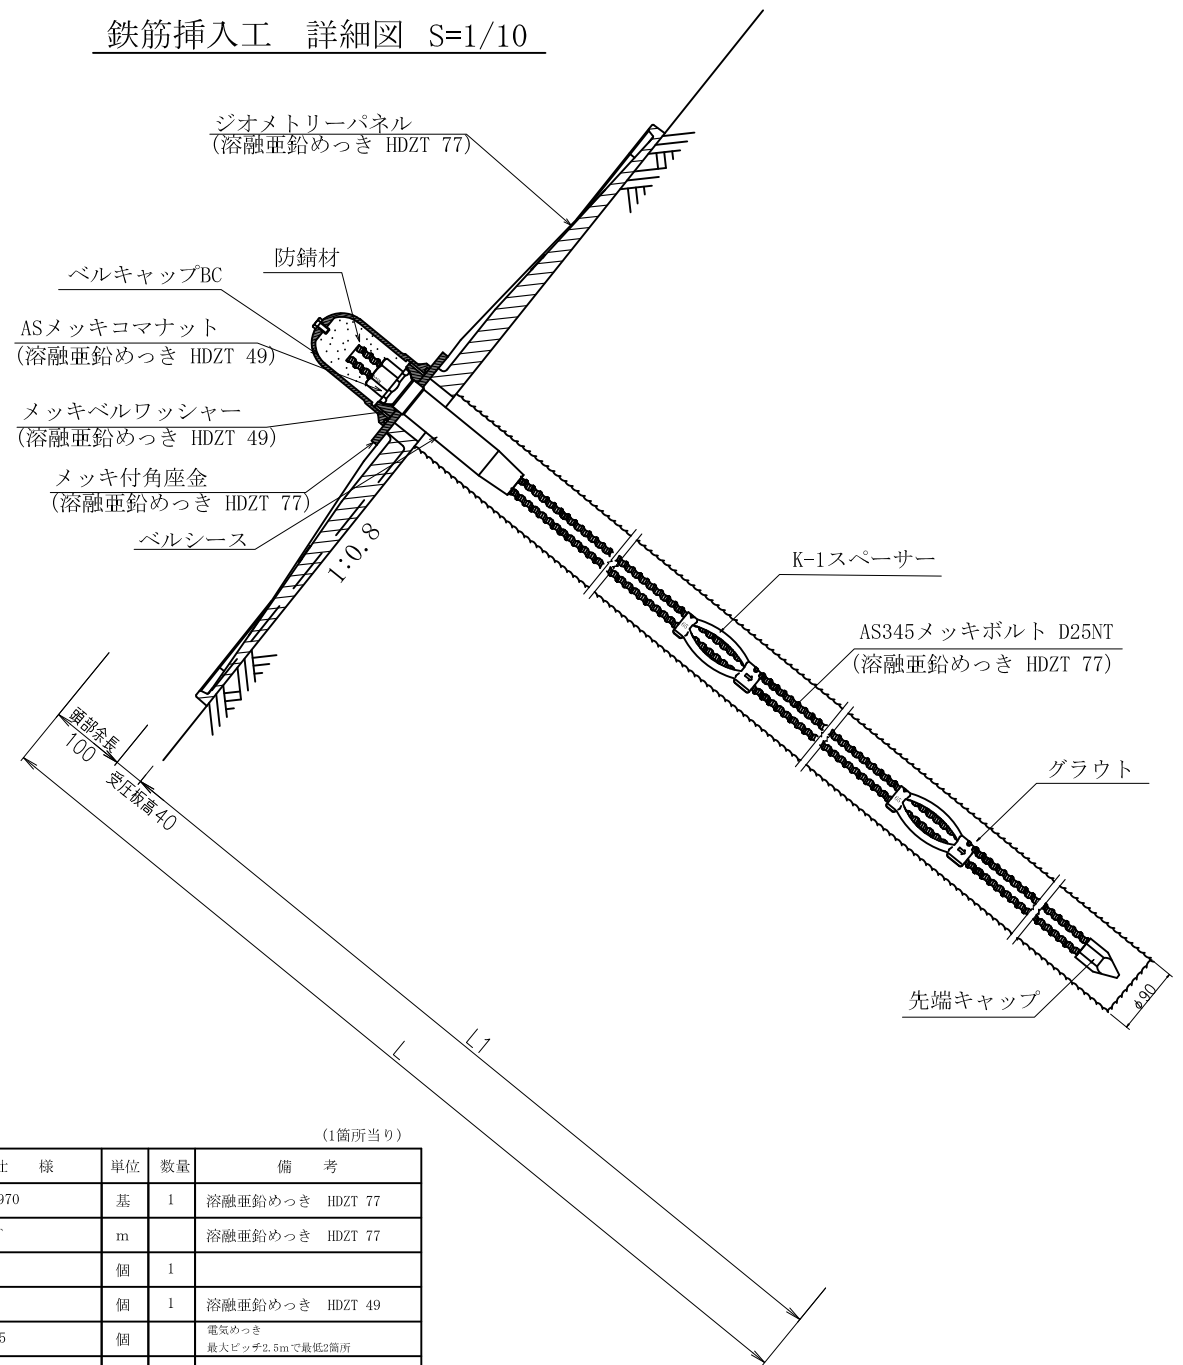 鉄筋挿入工　詳細図 S=1/10
ジオメトリーパネル
(溶融亜鉛めっき HDZT 77)
防錆材
ベルキャップBC
ASメッキコマナット
(溶融亜鉛めっき HDZT 49)
メッキベルワッシャー
(溶融亜鉛めっき HDZT 49)
メッキ付角座金
(溶融亜鉛めっき HDZT 77)
ベルシース
1:0.8
K-1スペーサー
AS345メッキボルト D25NT
(溶融亜鉛めっき HDZT 77)
グラウト
先端キャップ
φ90
頭部余長
100
受圧板高40
L1
L
(1箇所当り)
仕　様 単位 数量 備　考
970 基 1 溶融亜鉛めっき HDZT 77
m 溶融亜鉛めっき HDZT 77
個 1
個 1 溶融亜鉛めっき HDZT 49
5 個 電気めっき
最大ピッチ2.5mで最低2箇所